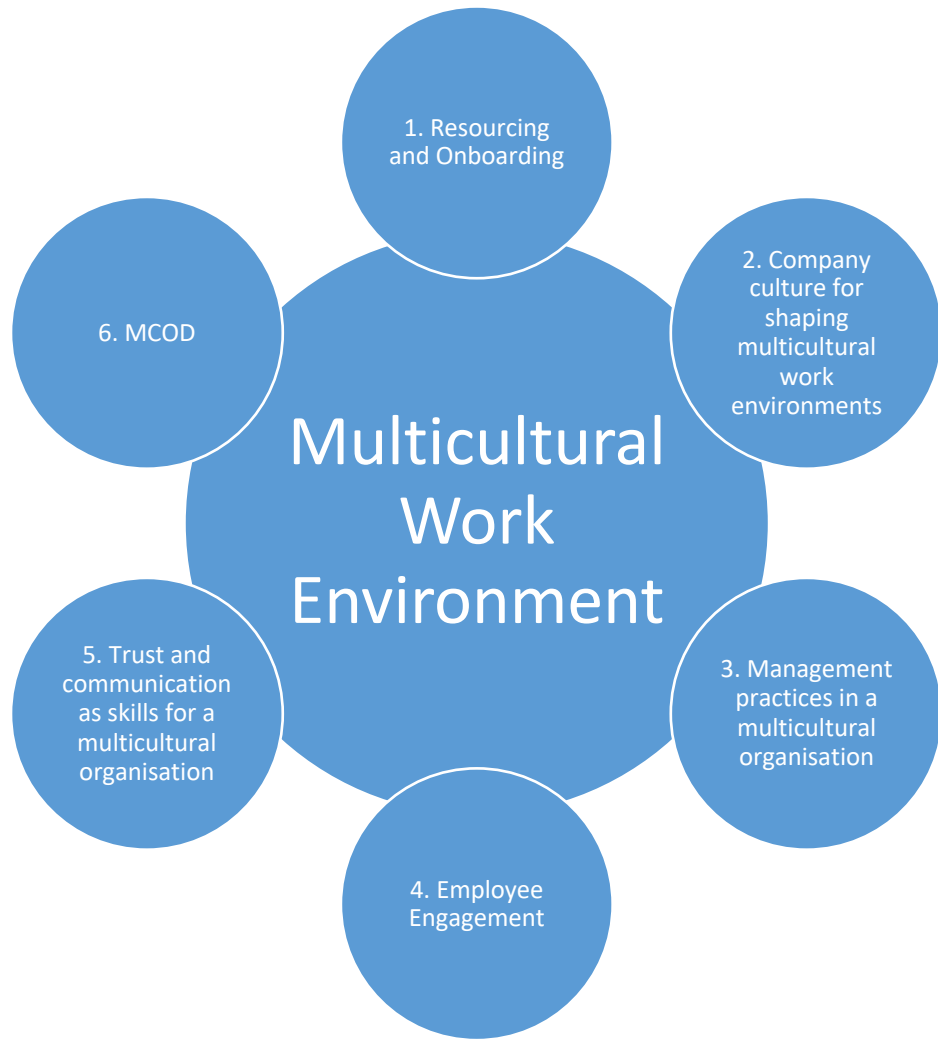 1. Resourcing
and Onboarding
2. Company
culture for
shaping
multicultural
work
environments
6. MCOD
Multicultural
Work
Environment
5. Trust and
communication
as skills for a
multicultural
organisation
3. Management
practices in a
multicultural
organisation
4. Employee
Engagement